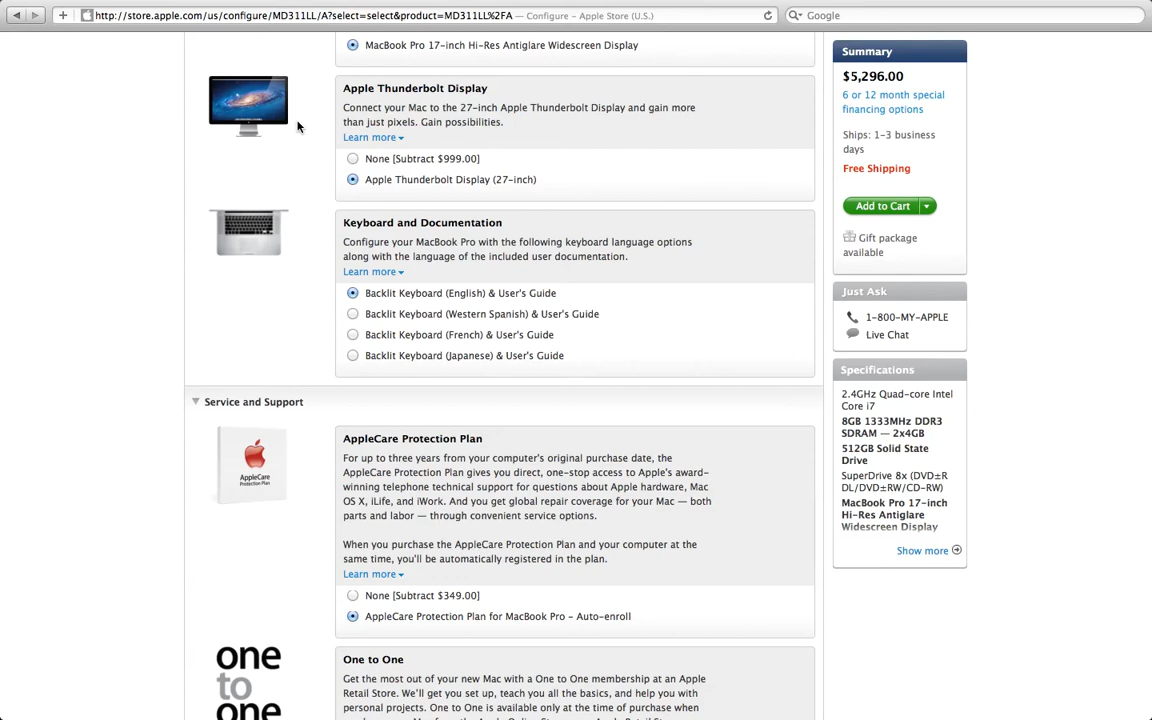 http://store.apple.com/us/configure/MD311LL/A?select=select&product=MD311LL%2FA — Configure – Apple Store (U.S.)
Google
MacBook Pro 17-inch Hi-Res Antiglare Widescreen Display
Apple Thunderbolt Display
Connect your Mac to the 27-inch Apple Thunderbolt Display and gain more
than just pixels. Gain possibilities.
Learn more
None [Subtract $999.00]
Apple Thunderbolt Display (27-inch)
Keyboard and Documentation
Configure your MacBook Pro with the following keyboard language options
along with the language of the included user documentation.
Learn more
Backlit Keyboard (English) & User's Guide
Backlit Keyboard (Western Spanish) & User's Guide
Backlit Keyboard (French) & User's Guide
Backlit Keyboard (Japanese) & User's Guide
Service and Support
AppleCare
Protection Plan
AppleCare Protection Plan
For up to three years from your computer's original purchase date, the
AppleCare Protection Plan gives you direct, one-stop access to Apple's award-
winning telephone technical support for questions about Apple hardware, Mac
OS X, iLife, and iWork. And you get global repair coverage for your Mac — both
parts and labor — through convenient service options.
When you purchase the AppleCare Protection Plan and your computer at the
same time, you'll be automatically registered in the plan.
Learn more
None [Subtract $349.00]
AppleCare Protection Plan for MacBook Pro – Auto-enroll
one
to
one
One to One
Get the most out of your new Mac with a One to One membership at an Apple
Retail Store. We'll get you set up, teach you all the basics, and help you with
personal projects. One to One is available only at the time of purchase when
Summary
$5,296.00
6 or 12 month special
financing options
Ships: 1–3 business
days
Free Shipping
Add to Cart
Gift package
available
Just Ask
1-800-MY-APPLE
Live Chat
Specifications
2.4GHz Quad-core Intel
Core i7
8GB 1333MHz DDR3
SDRAM — 2x4GB
512GB Solid State
Drive
SuperDrive 8x (DVD±R
DL/DVD±RW/CD-RW)
MacBook Pro 17-inch
Hi-Res Antiglare
Widescreen Display
Show more